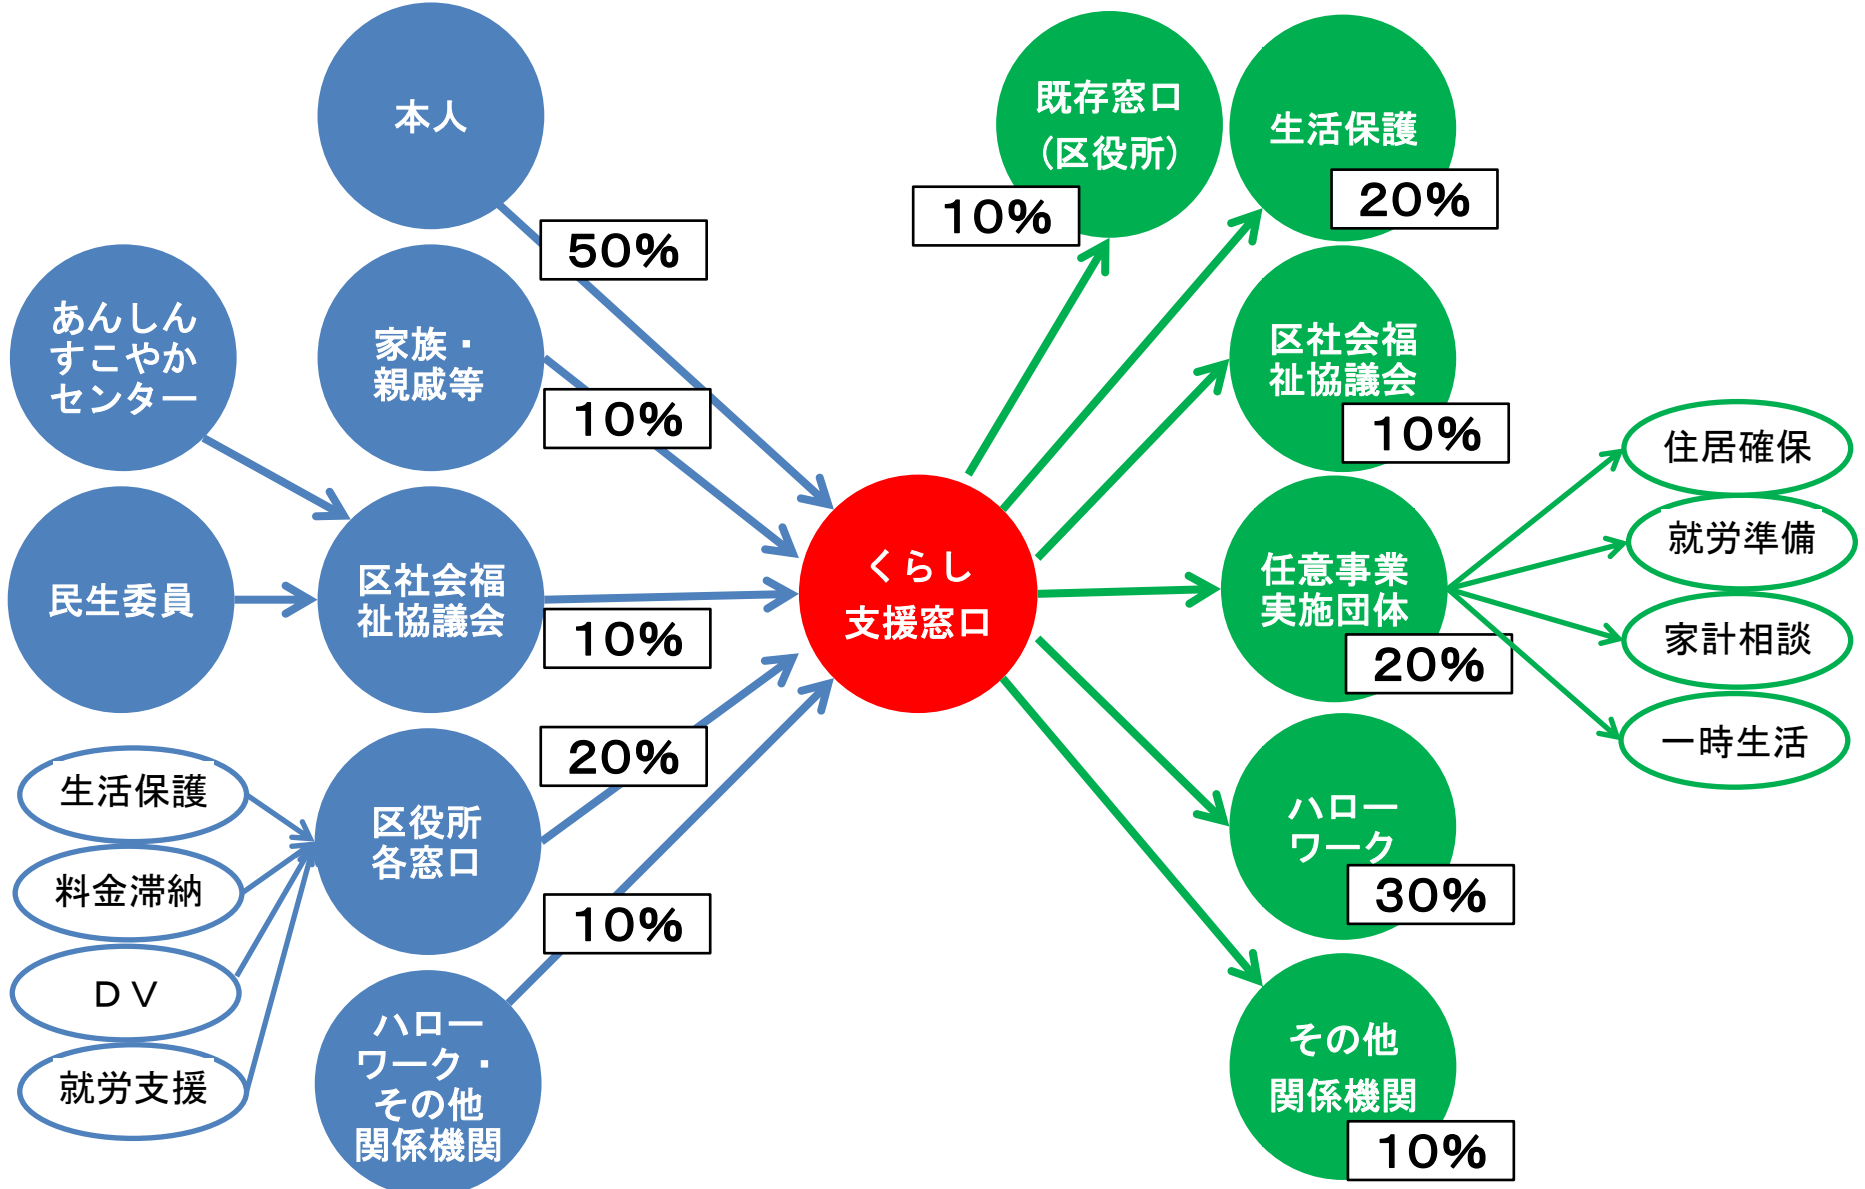 本人
50%
あんしん
すこやか
センター
家族・
親戚等
10%
民生委員
区社会福
祉協議会
10%
生活保護
料金滞納
ＤＶ
就労支援
区役所
各窓口
20%
ハロー
ワーク・
その他
関係機関
10%
くらし
支援窓口
既存窓口
（区役所）
10%
生活保護
20%
区社会福
祉協議会
10%
任意事業
実施団体
20%
住居確保
就労準備
家計相談
一時生活
ハロー
ワーク
30%
その他
関係機関
10%